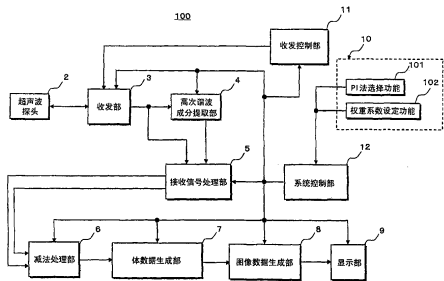 100
11
收发控制部
10
101
PI法选择功能
102
权重系数设定功能
2
超声波
探头
3
收发部
4
高次谐波
成分提取部
5
接收信号处理部
12
系统控制部
6
减法处理部
7
体数据生成部
8
图像数据生成部
9
显示部